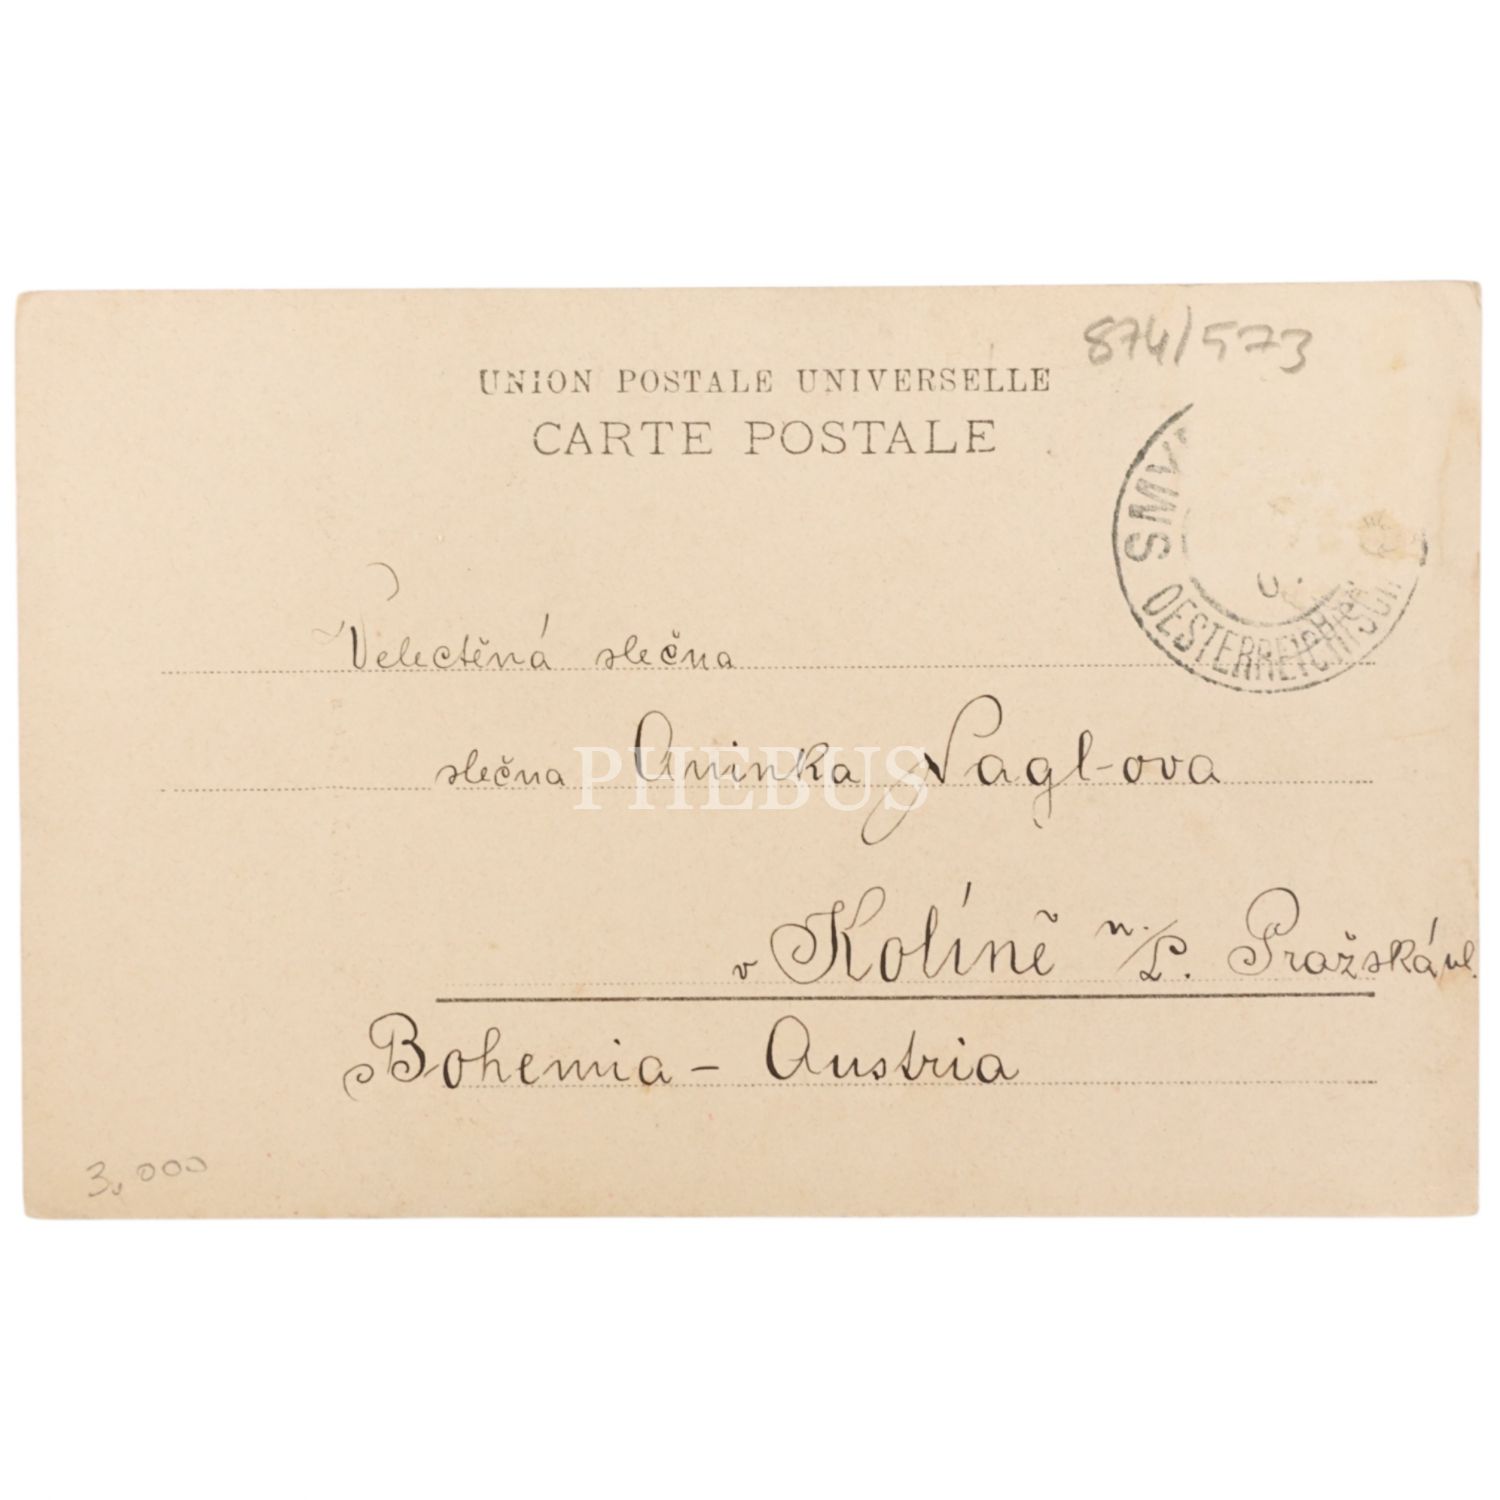 874/573
UNION POSTALE UNIVERSELLE
CARTE POSTALE
SMY
OESTERREICHISCH
Velectěná slečna
slečna Aninka Nagl-ova
PHEBUS
v Kolíně n./L. Pražská ul.
Bohemia - Austria
3,000